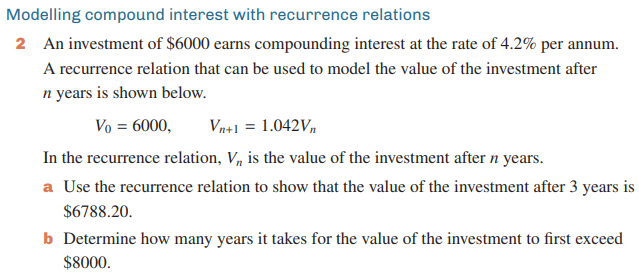 Modelling compound interest with recurrence relations
2 An investment of $6000 earns compounding interest at the rate of 4.2% per annum.
A recurrence relation that can be used to model the value of the investment after
n years is shown below.
V₀ = 6000, Vₙ₊₁ = 1.042Vₙ
In the recurrence relation, Vₙ is the value of the investment after n years.
a Use the recurrence relation to show that the value of the investment after 3 years is
$6788.20.
b Determine how many years it takes for the value of the investment to first exceed
$8000.